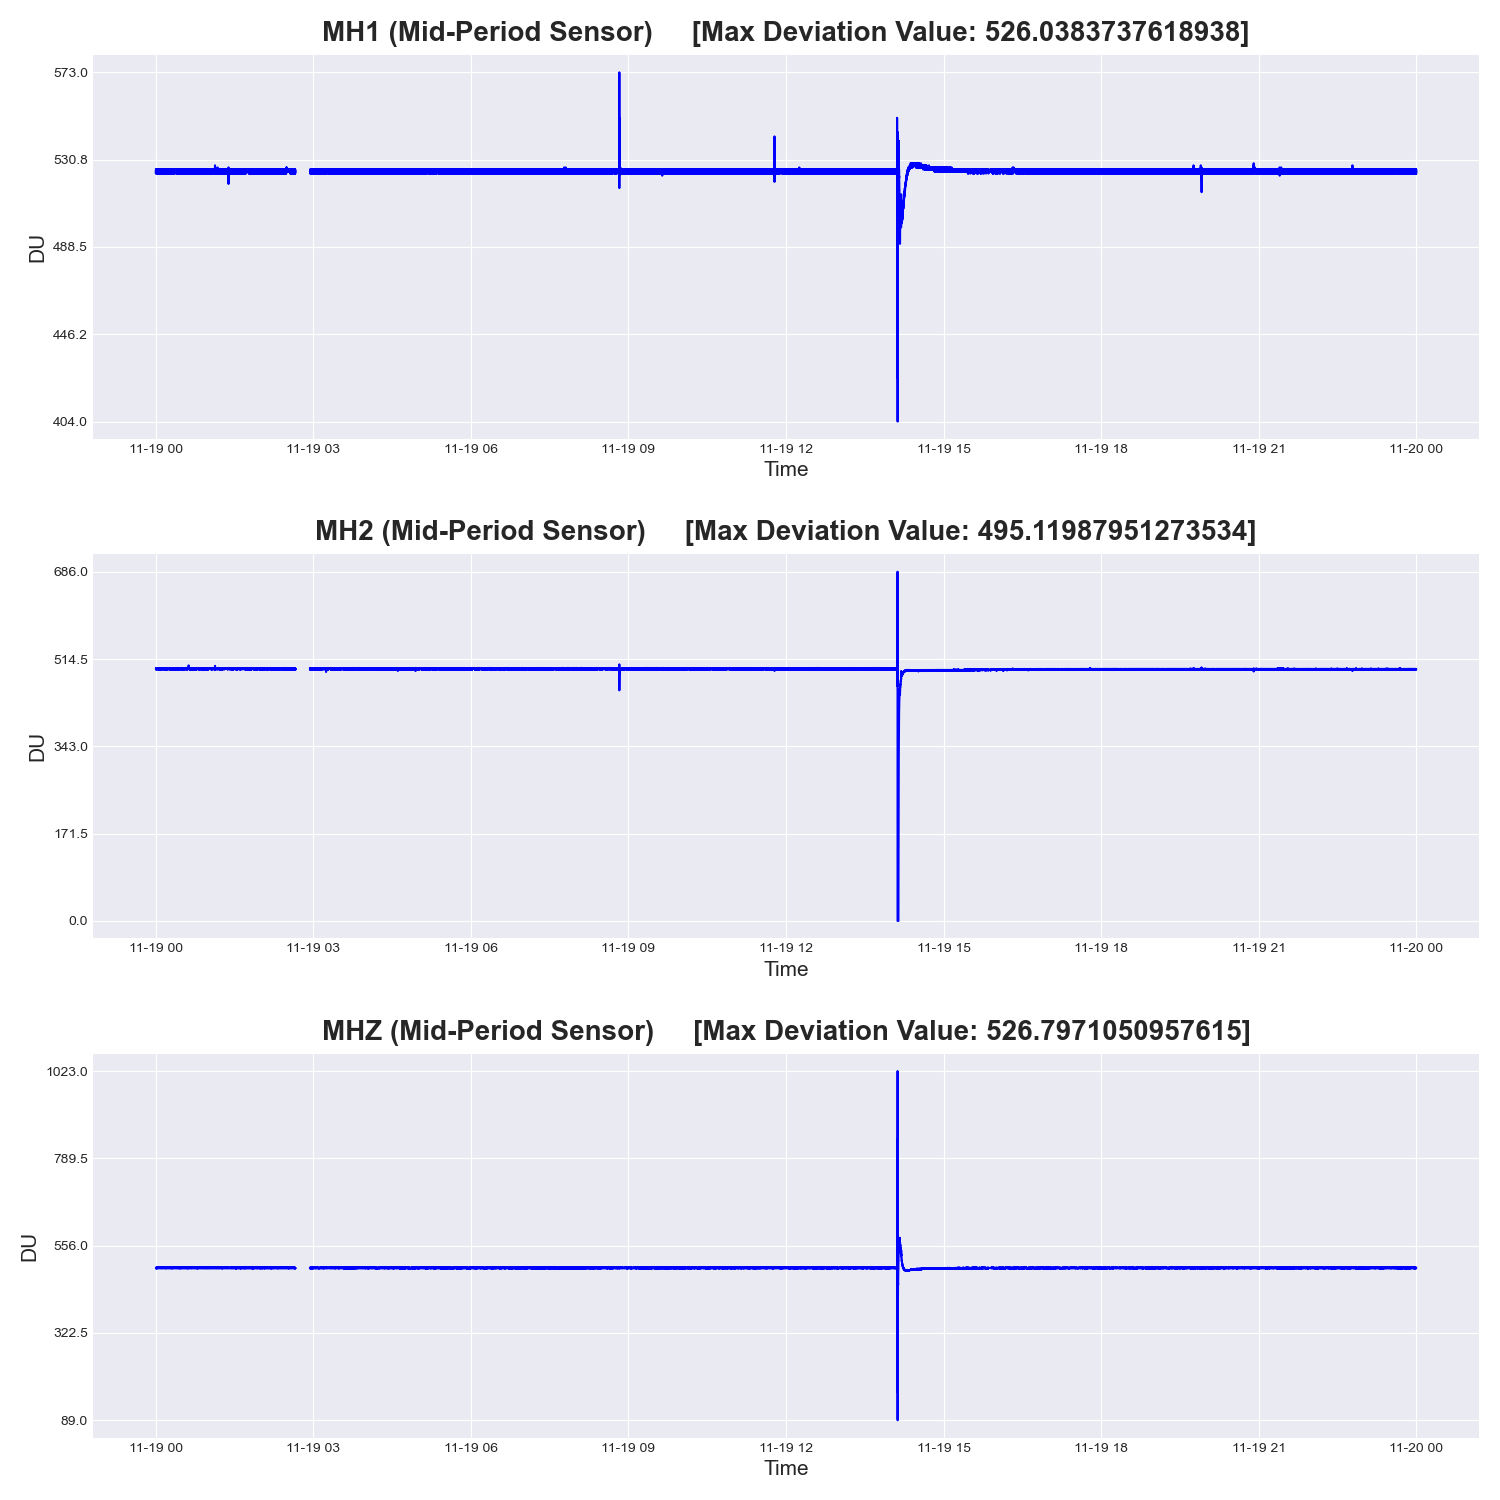 MH1 (Mid-Period Sensor) [Max Deviation Value: 526.0383737618938]
573.0
530.8
488.5
446.2
404.0
DU
11-19 00 11-19 03 11-19 06 11-19 09 11-19 12 11-19 15 11-19 18 11-19 21 11-20 00
Time
MH2 (Mid-Period Sensor) [Max Deviation Value: 495.11987951273534]
686.0
514.5
343.0
171.5
0.0
DU
11-19 00 11-19 03 11-19 06 11-19 09 11-19 12 11-19 15 11-19 18 11-19 21 11-20 00
Time
MHZ (Mid-Period Sensor) [Max Deviation Value: 526.7971050957615]
1023.0
789.5
556.0
322.5
89.0
DU
11-19 00 11-19 03 11-19 06 11-19 09 11-19 12 11-19 15 11-19 18 11-19 21 11-20 00
Time